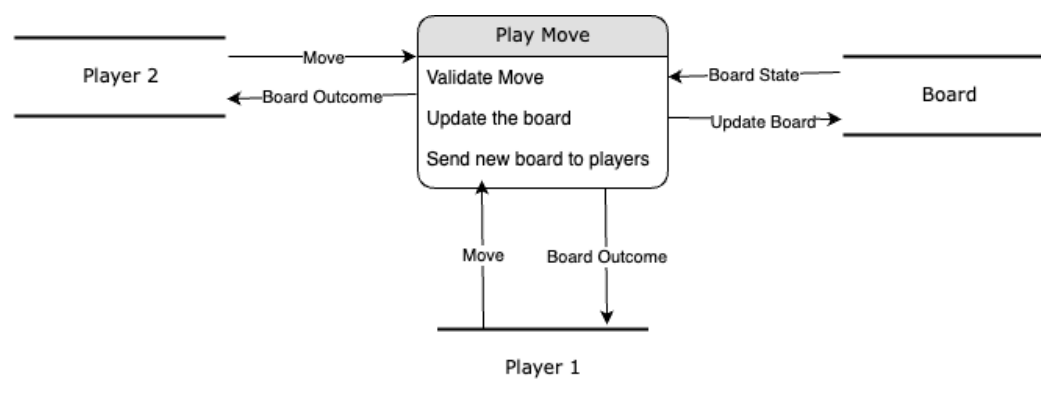 Play Move
Player 2
Move
Board Outcome
Validate Move
Update the board
Send new board to players
Board State
Update Board
Board
Move
Board Outcome
Player 1